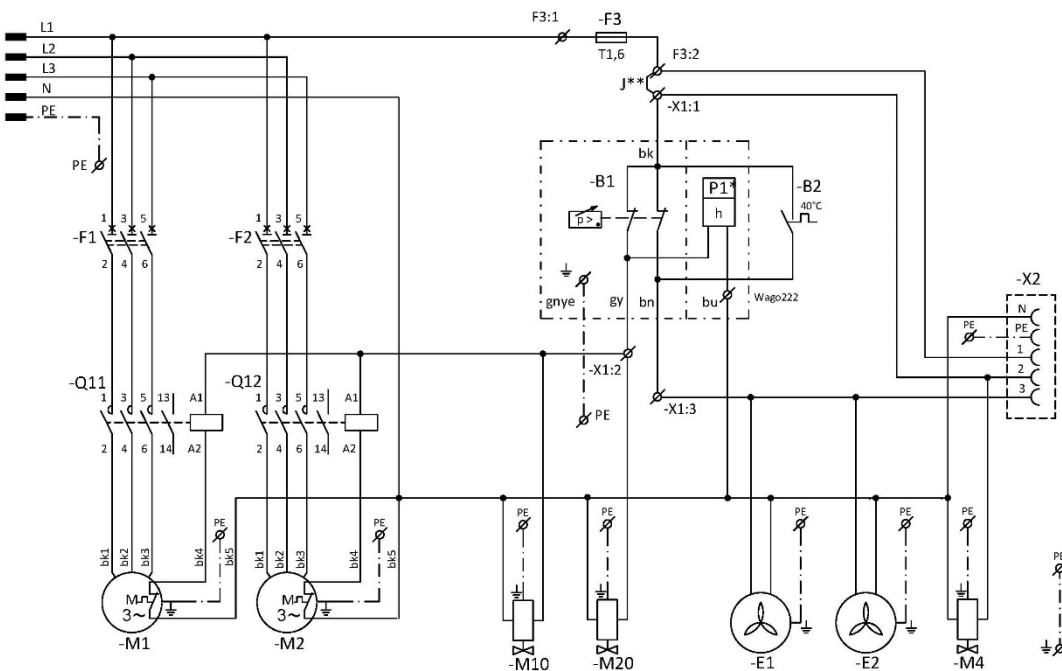 L1
L2
L3
N
PE
PE
F3:1
-F3
T1,6
F3:2
J**
-X1:1
bk
-B1
P1*
-B2
40°C
p >
h
1 3 5
-F1
2 4 6
1 3 5
-F2
2 4 6
gnye
gy
bn
bu
Wago222
-X2
N
PE
PE
1
2
3
-X1:2
-X1:3
PE
-Q11
1 3 5 13 A1
2 4 6 14 A2
-Q12
1 3 5 13 A1
2 4 6 14 A2
bk1 bk2 bk3 bk4 PE bk5
bk1 bk2 bk3 bk4 PE bk5
PE
PE
PE
PE
PE
PE
M
3~
M
3~
-M1
-M2
-M10
-M20
-E1
-E2
-M4